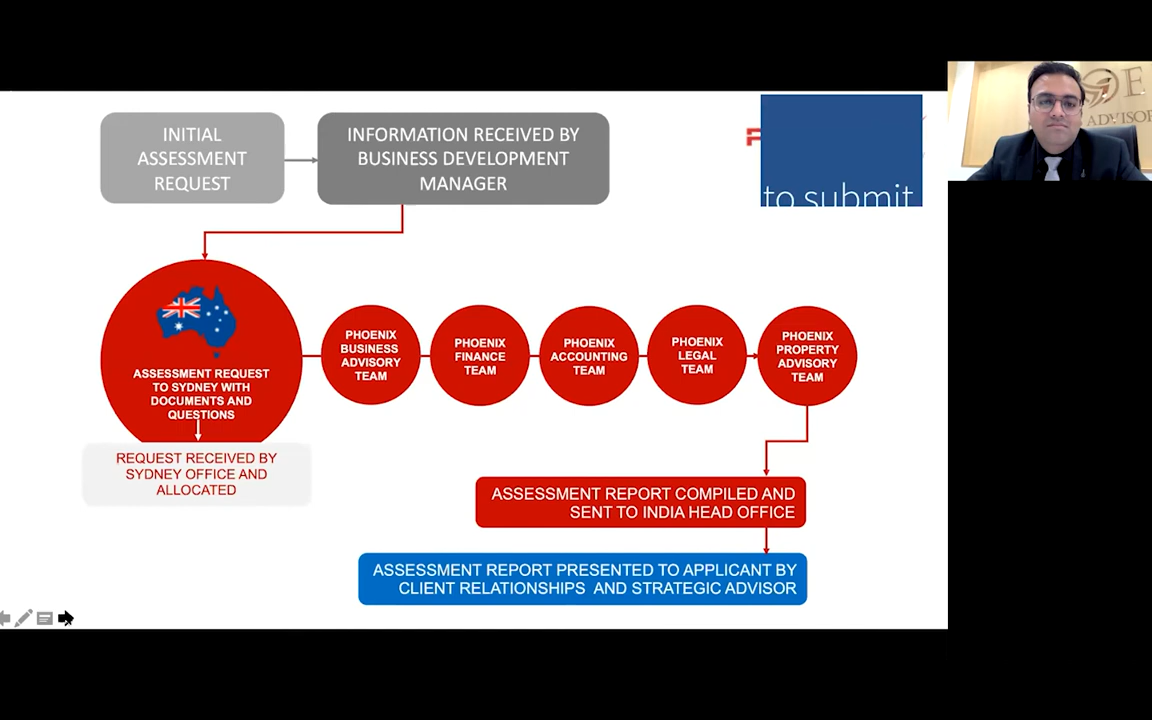 INITIAL
ASSESSMENT
REQUEST
INFORMATION RECEIVED BY
BUSINESS DEVELOPMENT
MANAGER
to submit
ADVISOR
ASSESSMENT REQUEST
TO SYDNEY WITH
DOCUMENTS AND
QUESTIONS
REQUEST RECEIVED BY
SYDNEY OFFICE AND
ALLOCATED
PHOENIX
BUSINESS
ADVISORY
TEAM
PHOENIX
FINANCE
TEAM
PHOENIX
ACCOUNTING
TEAM
PHOENIX
LEGAL
TEAM
PHOENIX
PROPERTY
ADVISORY
TEAM
ASSESSMENT REPORT COMPILED AND
SENT TO INDIA HEAD OFFICE
ASSESSMENT REPORT PRESENTED TO APPLICANT BY
CLIENT RELATIONSHIPS AND STRATEGIC ADVISOR